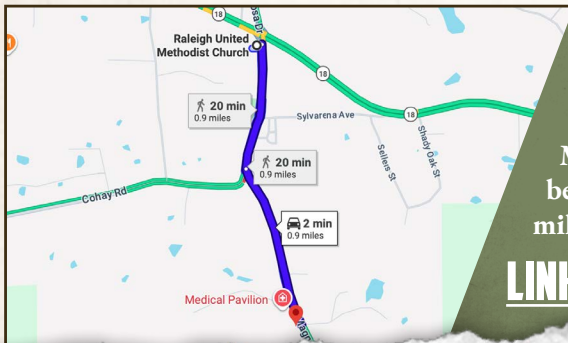 18
Raleigh United
Methodist Church
18
20 min
0.9 miles
Sylvarena Ave
18
Sellers St
Shady Oak St
20 min
0.9 miles
Cohay Rd
2 min
0.9 miles
Medical Pavilion
LINK